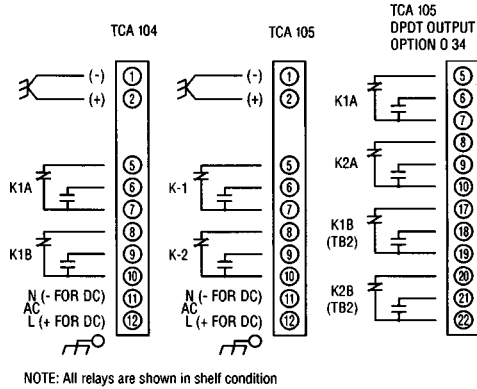 TCA 104
(-) 1
(+) 2
5
K1A 6
7
8
K1B 9
10
N (- FOR DC) 11
AC
L (+ FOR DC) 12
TCA 105
(-) 1
(+) 2
5
K-1 6
7
8
K-2 9
10
N (- FOR DC) 11
AC
L (+ FOR DC) 12
TCA 105
DPDT OUTPUT
OPTION O 34
5
K1A 6
7
8
K2A 9
10
17
K1B 18
(TB2) 19
20
K2B 21
(TB2) 22
NOTE: All relays are shown in shelf condition